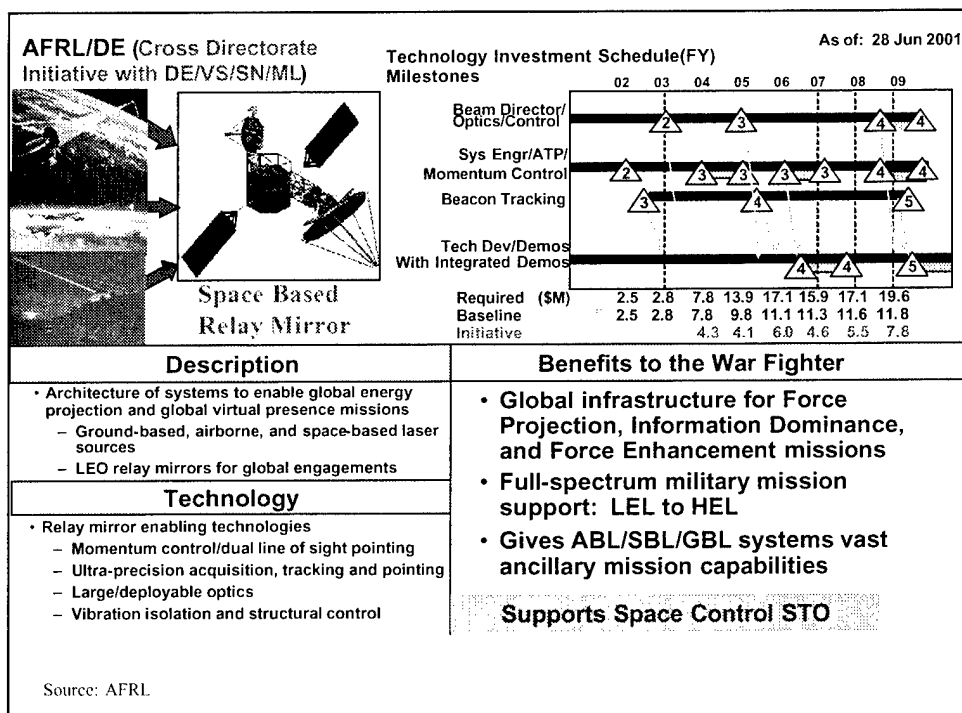 AFRL/DE (Cross Directorate
Initiative with DE/VS/SN/ML)
Space Based
Relay Mirror
As of: 28 Jun 2001
Technology Investment Schedule(FY)
Milestones
02 03 04 05 06 07 08 09
Beam Director/
Optics/Control
2 3 4 4
Sys Engr/ATP/
Momentum Control
2 3 3 3 3 4 4
Beacon Tracking
3 4 5
Tech Dev/Demos
With Integrated Demos
4 4 5
Required ($M) 2.5 2.8 7.8 13.9 17.1 15.9 17.1 19.6
Baseline 2.5 2.8 7.8 9.8 11.1 11.3 11.6 11.8
Initiative 4.3 4.1 6.0 4.6 5.5 7.8
Description
• Architecture of systems to enable global energy
projection and global virtual presence missions
– Ground-based, airborne, and space-based laser
sources
– LEO relay mirrors for global engagements
Technology
• Relay mirror enabling technologies
– Momentum control/dual line of sight pointing
– Ultra-precision acquisition, tracking and pointing
– Large/deployable optics
– Vibration isolation and structural control
Benefits to the War Fighter
• Global infrastructure for Force
Projection, Information Dominance,
and Force Enhancement missions
• Full-spectrum military mission
support: LEL to HEL
• Gives ABL/SBL/GBL systems vast
ancillary mission capabilities
Supports Space Control STO
Source: AFRL